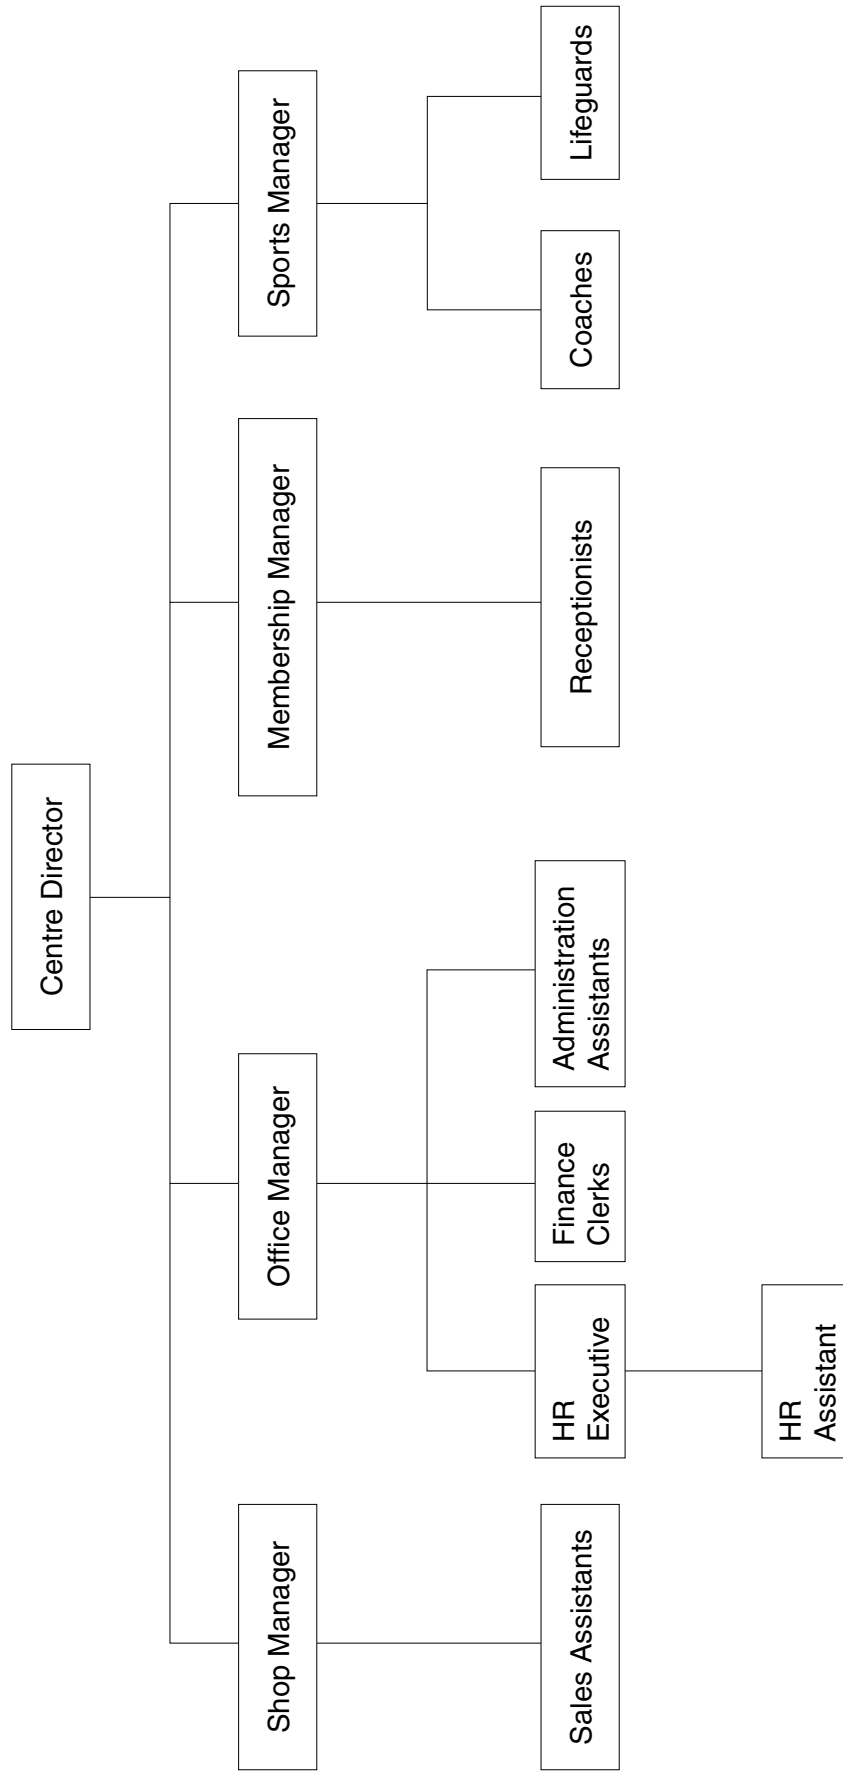 Centre Director
Shop Manager
Office Manager
Membership Manager
Sports Manager
Sales Assistants
HR
Executive
Finance
Clerks
Administration
Assistants
Receptionists
Coaches
Lifeguards
HR
Assistant